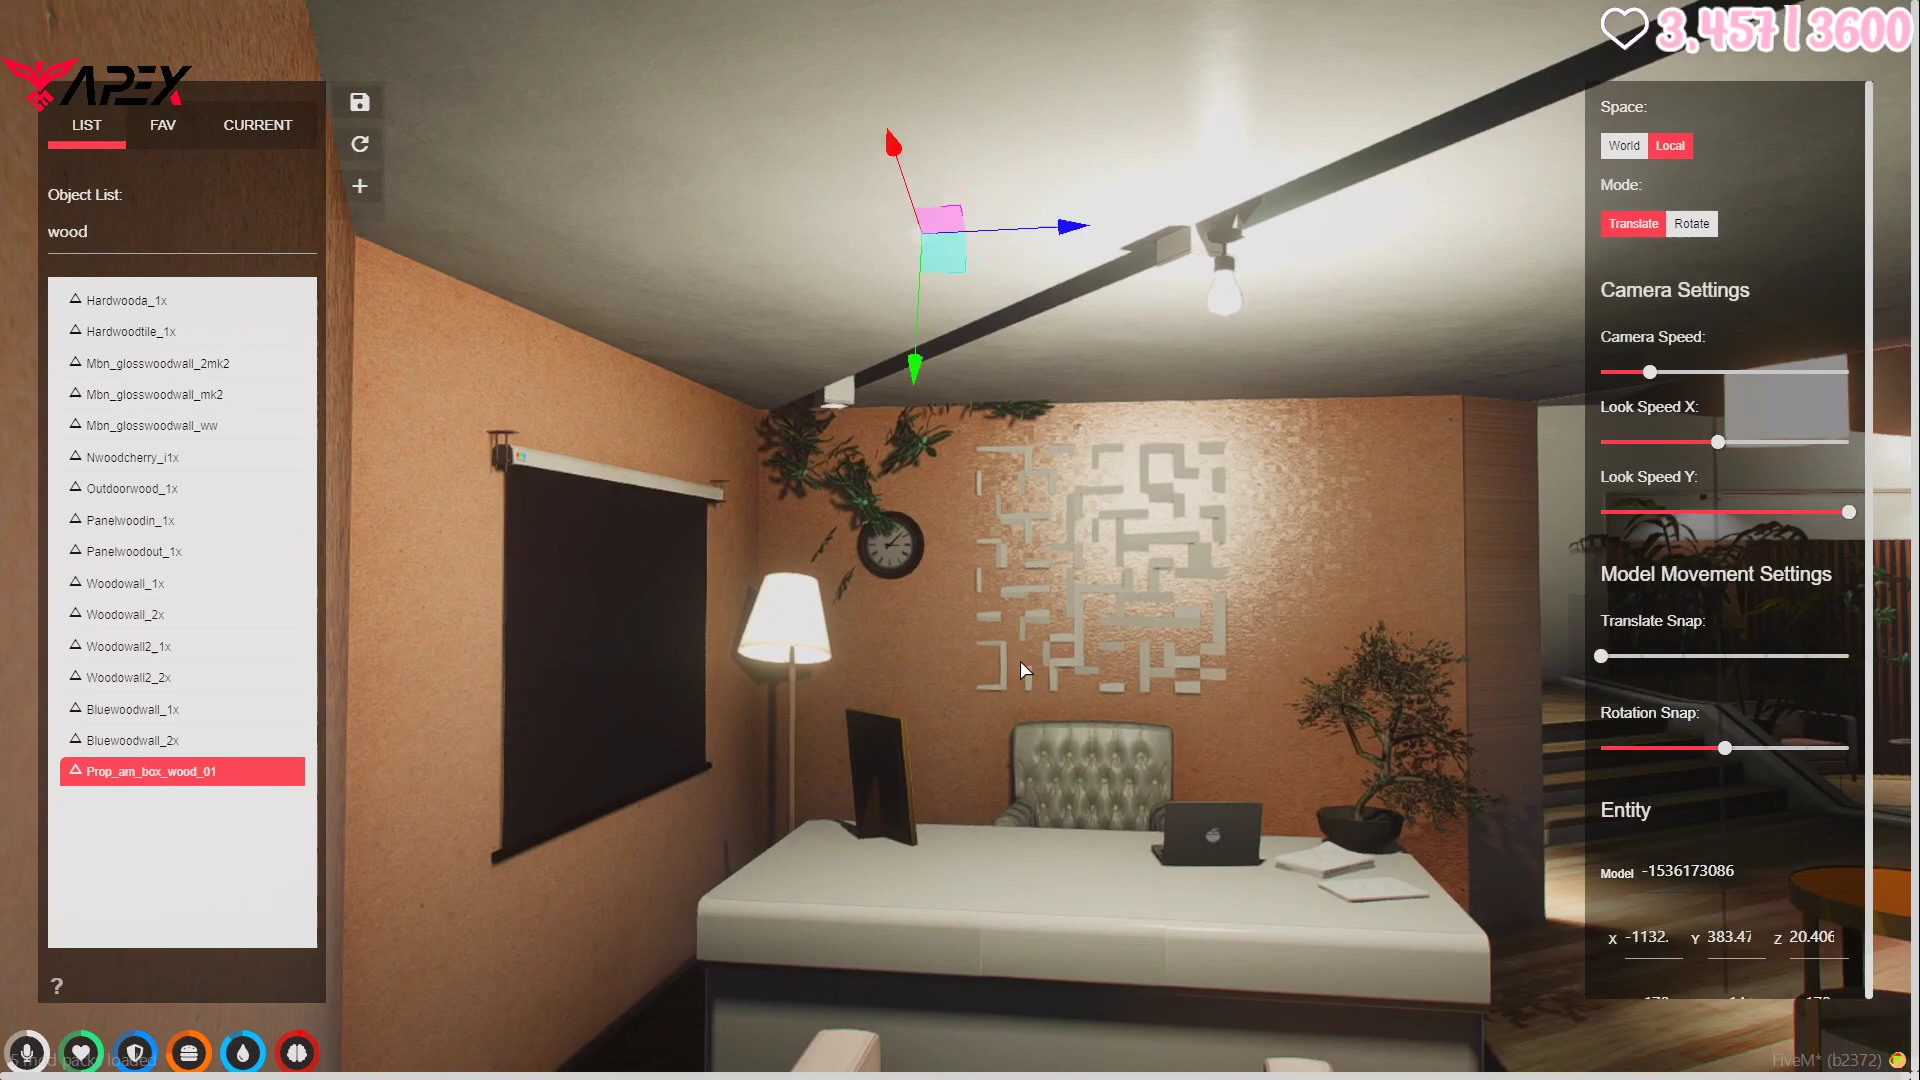 3,457|3600
APEX
LIST FAV CURRENT
Object List:
wood
Hardwooda_1x
Hardwoodtile_1x
Mbn_glosswoodwall_2mk2
Mbn_glosswoodwall_mk2
Mbn_glosswoodwall_ww
Nwoodcherry_i1x
Outdoorwood_1x
Panelwoodin_1x
Panelwoodout_1x
Woodowall_1x
Woodowall_2x
Woodowall2_1x
Woodowall2_2x
Bluewoodwall_1x
Bluewoodwall_2x
Prop_am_box_wood_01
?
mod packs loaded
Space:
World Local
Mode:
Translate Rotate
Camera Settings
Camera Speed:
Look Speed X:
Look Speed Y:
Model Movement Settings
Translate Snap:
Rotation Snap:
Entity
Model -1536173086
X -1132. Y 383.47 Z 20.406
FiveM* (b2372)